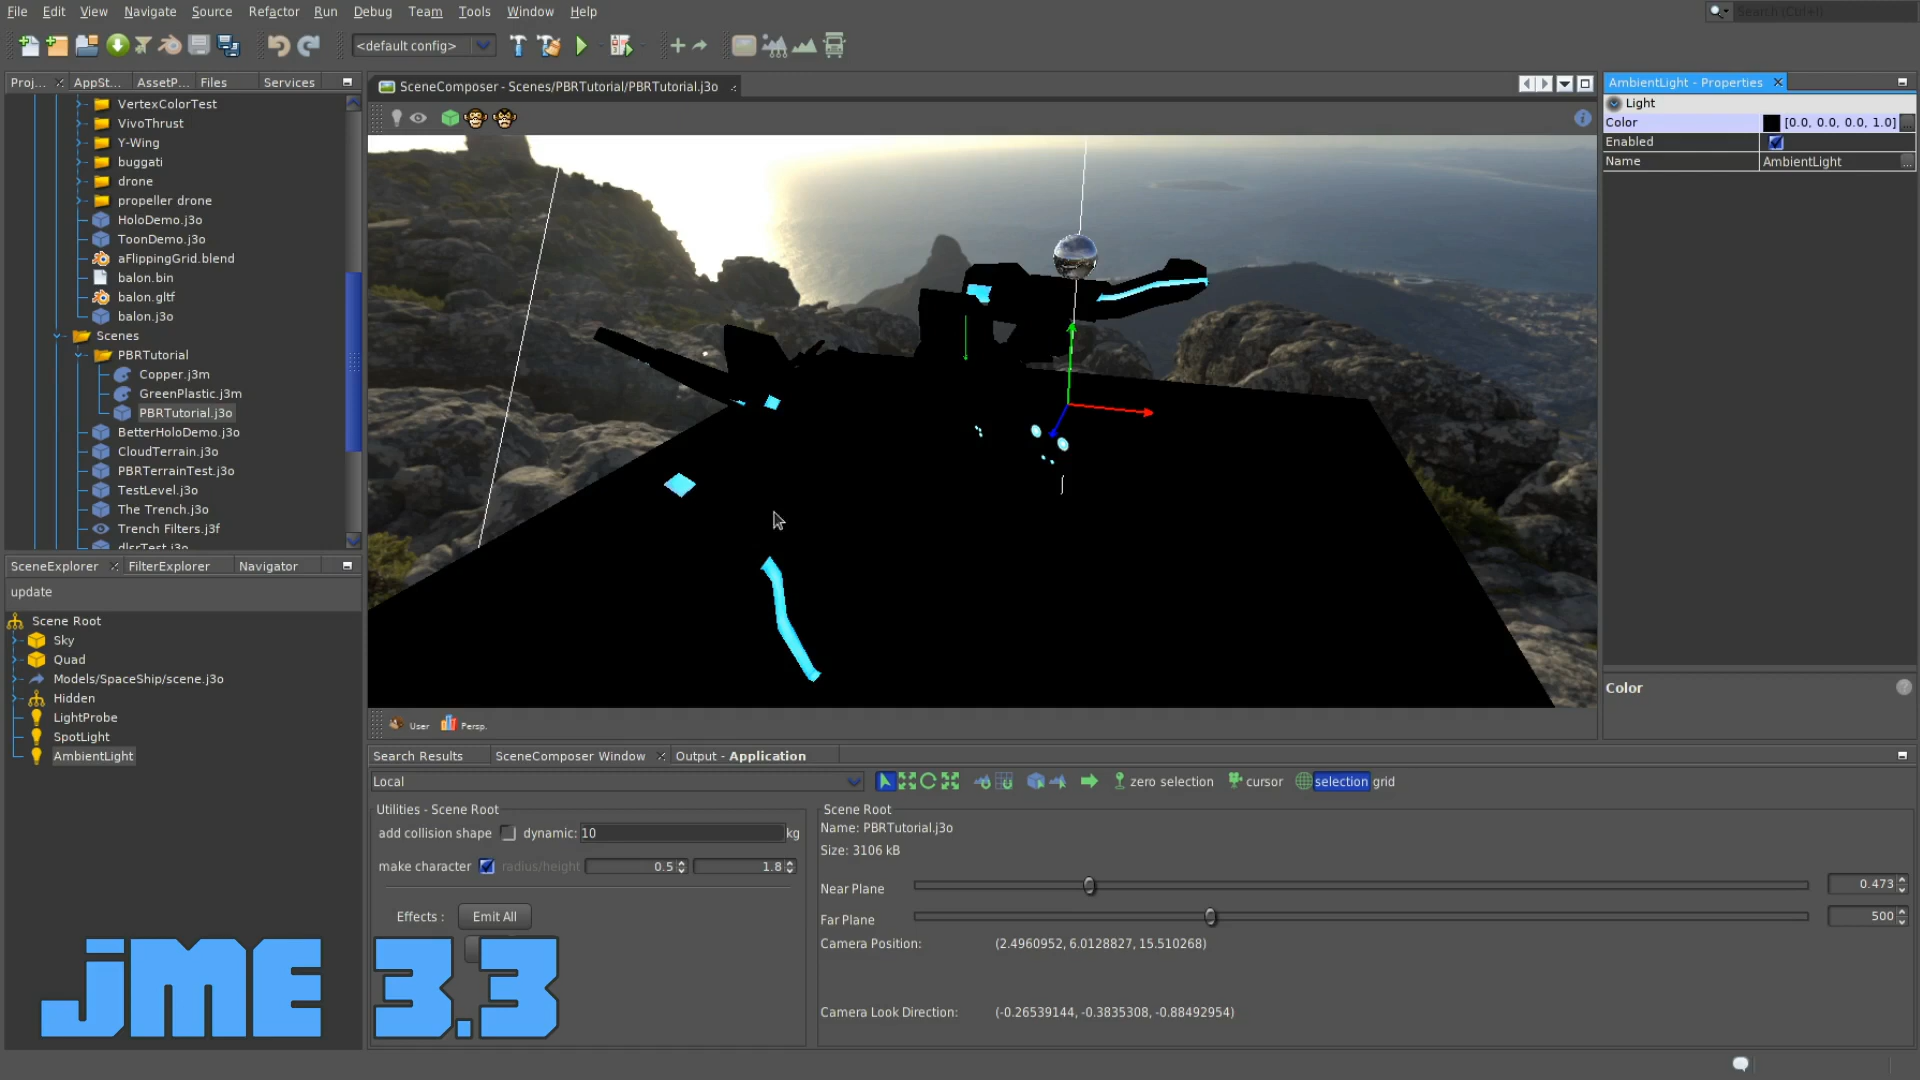 File Edit View Navigate Source Refactor Run Debug Team Tools Window Help
Search (Ctrl+I)
<default config>
Proj... AppSt... AssetP... Files Services
SceneComposer - Scenes/PBRTutorial/PBRTutorial.j3o
AmbientLight - Properties
Light
Color [0.0, 0.0, 0.0, 1.0] ...
Enabled
Name AmbientLight ...
Color
VertexColorTest
VivoThrust
Y-Wing
buggati
drone
propeller drone
HoloDemo.j3o
ToonDemo.j3o
aFlippingGrid.blend
balon.bin
balon.gltf
balon.j3o
Scenes
PBRTutorial
Copper.j3m
GreenPlastic.j3m
PBRTutorial.j3o
BetterHoloDemo.j3o
CloudTerrain.j3o
PBRTerrainTest.j3o
TestLevel.j3o
The Trench.j3o
Trench Filters.j3f
dlsrTest.j3o
SceneExplorer FilterExplorer Navigator
update
Scene Root
Sky
Quad
Models/SpaceShip/scene.j3o
Hidden
LightProbe
SpotLight
AmbientLight
User Persp.
Search Results SceneComposer Window Output - Application
Local zero selection cursor selection grid
Utilities - Scene Root
add collision shape dynamic: 10 kg
make character radius/height 0.5 1.8
Effects : Emit All
Scene Root
Name: PBRTutorial.j3o
Size: 3106 kB
Near Plane 0.473
Far Plane 500
Camera Position: (2.4960952, 6.0128827, 15.510268)
Camera Look Direction: (-0.26539144, -0.3835308, -0.88492954)
jME 3.3